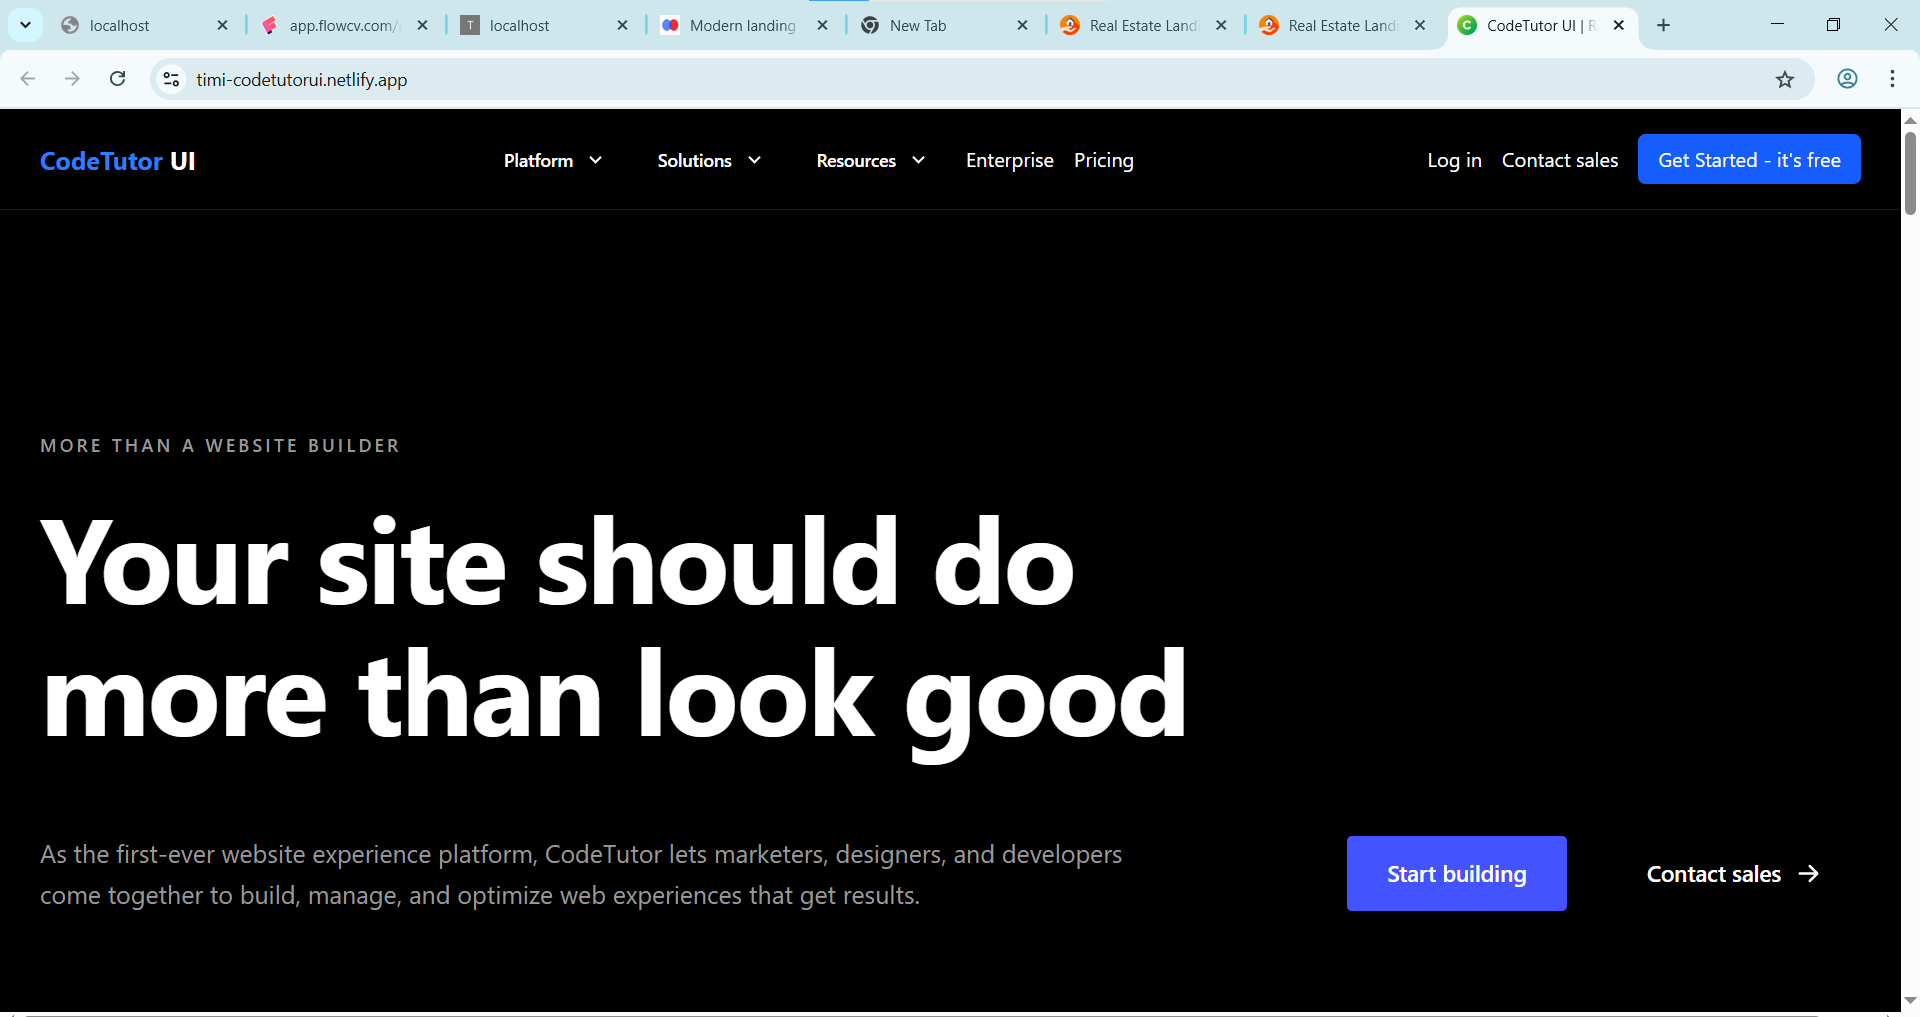 localhost
app.flowcv.com/
localhost
Modern landing
New Tab
Real Estate Land
Real Estate Land
CodeTutor UI | R
timi-codetutorui.netlify.app
CodeTutor UI
Platform
Solutions
Resources
Enterprise
Pricing
Log in
Contact sales
Get Started - it's free
MORE THAN A WEBSITE BUILDER
Your site should do
more than look good
As the first-ever website experience platform, CodeTutor lets marketers, designers, and developers
come together to build, manage, and optimize web experiences that get results.
Start building
Contact sales